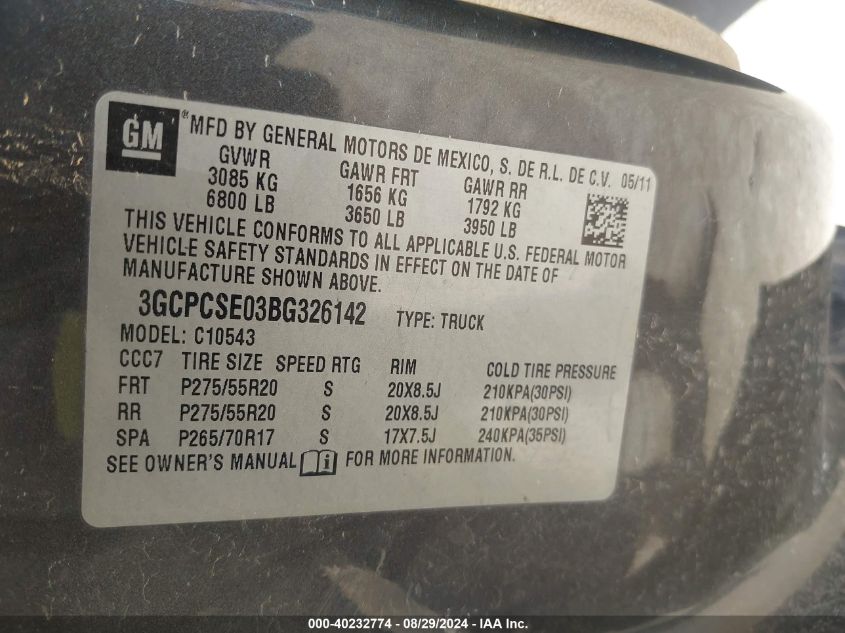 GM ® MFD BY GENERAL MOTORS DE MEXICO, S. DE R.L. DE C.V. 05/11
GVWR GAWR FRT GAWR RR
3085 KG 1656 KG 1792 KG
6800 LB 3650 LB 3950 LB
THIS VEHICLE CONFORMS TO ALL APPLICABLE U.S. FEDERAL MOTOR
VEHICLE SAFETY STANDARDS IN EFFECT ON THE DATE OF
MANUFACTURE SHOWN ABOVE.
3GCPCSE03BG326142 TYPE: TRUCK
MODEL: C10543
CCC7 TIRE SIZE SPEED RTG RIM COLD TIRE PRESSURE
FRT P275/55R20 S 20X8.5J 210KPA(30PSI)
RR P275/55R20 S 20X8.5J 210KPA(30PSI)
SPA P265/70R17 S 17X7.5J 240KPA(35PSI)
SEE OWNER'S MANUAL i FOR MORE INFORMATION.
000-40232774 - 08/29/2024 - IAA Inc.